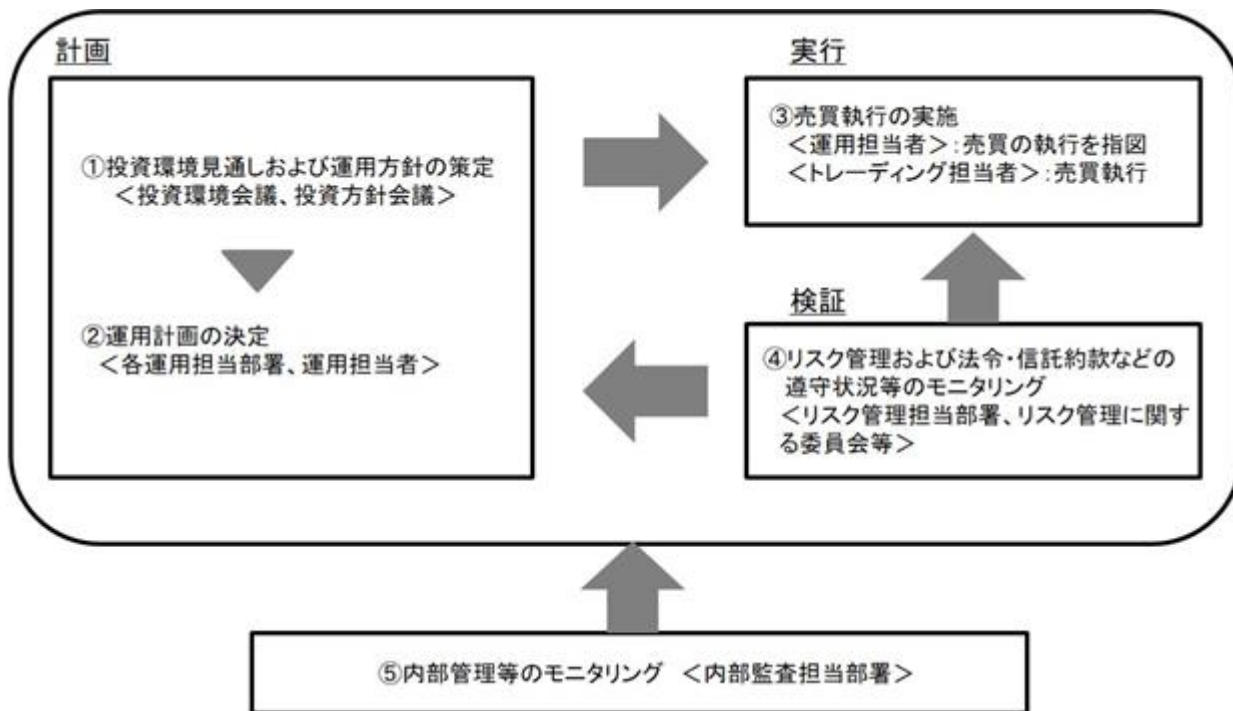 計画
①投資環境見通しおよび運用方針の策定
＜投資環境会議、投資方針会議＞
②運用計画の決定
＜各運用担当部署、運用担当者＞
実行
③売買執行の実施
＜運用担当者＞：売買の執行を指図
＜トレーディング担当者＞：売買執行
検証
④リスク管理および法令・信託約款などの
遵守状況等のモニタリング
＜リスク管理担当部署、リスク管理に関す
る委員会等＞
⑤内部管理等のモニタリング　＜内部監査担当部署＞